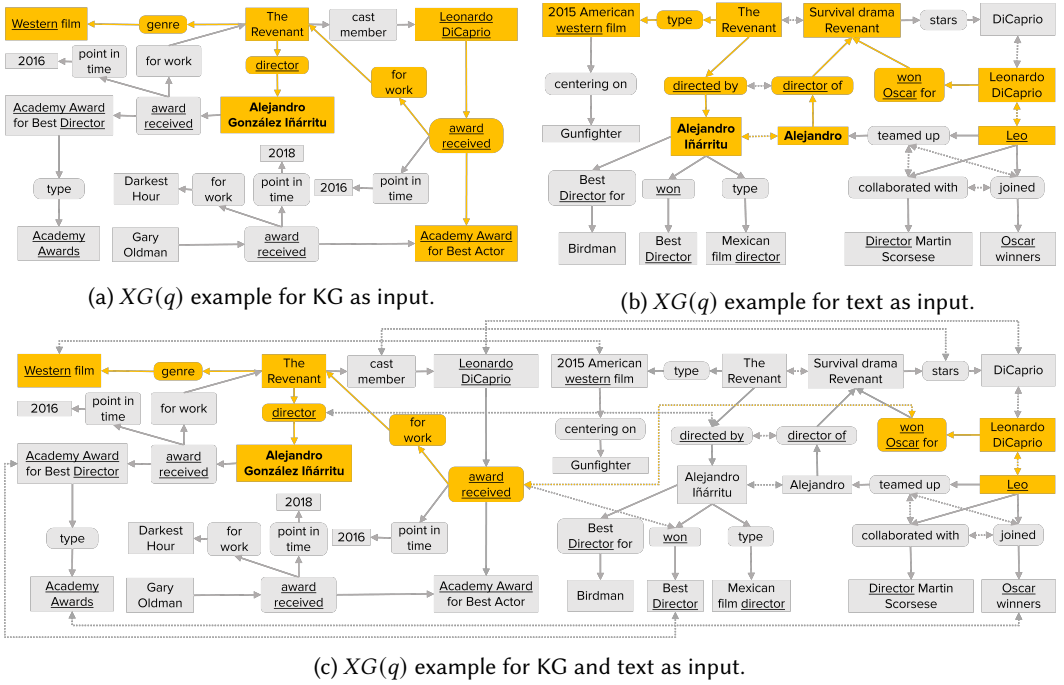 Western film
genre
The
Revenant
cast
member
Leonardo
DiCaprio
2016
point in
time
for work
director
for
work
Academy Award
for Best Director
award
received
Alejandro
González Iñárritu
award
received
2018
type
Darkest
Hour
for
work
point in
time
2016
point in
time
Academy
Awards
Gary
Oldman
award
received
Academy Award
for Best Actor
(a) XG(q) example for KG as input.
2015 American
western film
type
The
Revenant
Survival drama
Revenant
stars
DiCaprio
centering on
directed by
director of
won
Oscar for
Leonardo
DiCaprio
Gunfighter
Alejandro
Iñárritu
Alejandro
teamed up
Leo
Best
Director for
won
type
collaborated with
joined
Birdman
Best
Director
Mexican
film director
Director Martin
Scorsese
Oscar
winners
(b) XG(q) example for text as input.
Western film
genre
The
Revenant
cast
member
Leonardo
DiCaprio
2015 American
western film
type
The
Revenant
Survival drama
Revenant
stars
DiCaprio
2016
point in
time
for work
director
for
work
centering on
directed by
director of
won
Oscar for
Leonardo
DiCaprio
Academy Award
for Best Director
award
received
Alejandro
González Iñárritu
award
received
Gunfighter
Alejandro
Iñárritu
Alejandro
teamed up
Leo
2018
type
Darkest
Hour
for
work
point in
time
2016
point in
time
Best
Director for
won
type
collaborated with
joined
Academy
Awards
Gary
Oldman
award
received
Academy Award
for Best Actor
Birdman
Best
Director
Mexican
film director
Director Martin
Scorsese
Oscar
winners
(c) XG(q) example for KG and text as input.